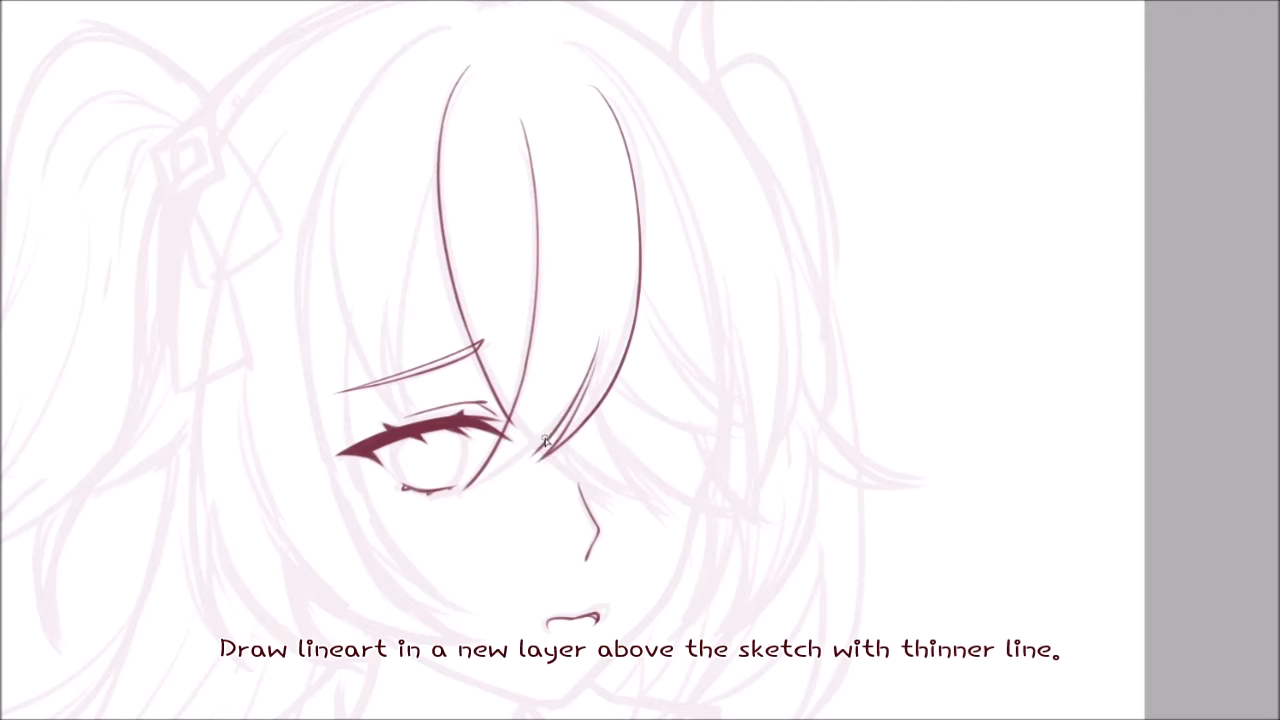 Draw lineart in a new layer above the sketch with thinner line。